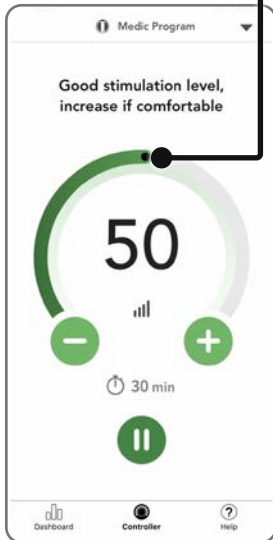 Medic Program
Good stimulation level,
increase if comfortable
50
30 min
Dashboard
Controller
? Help